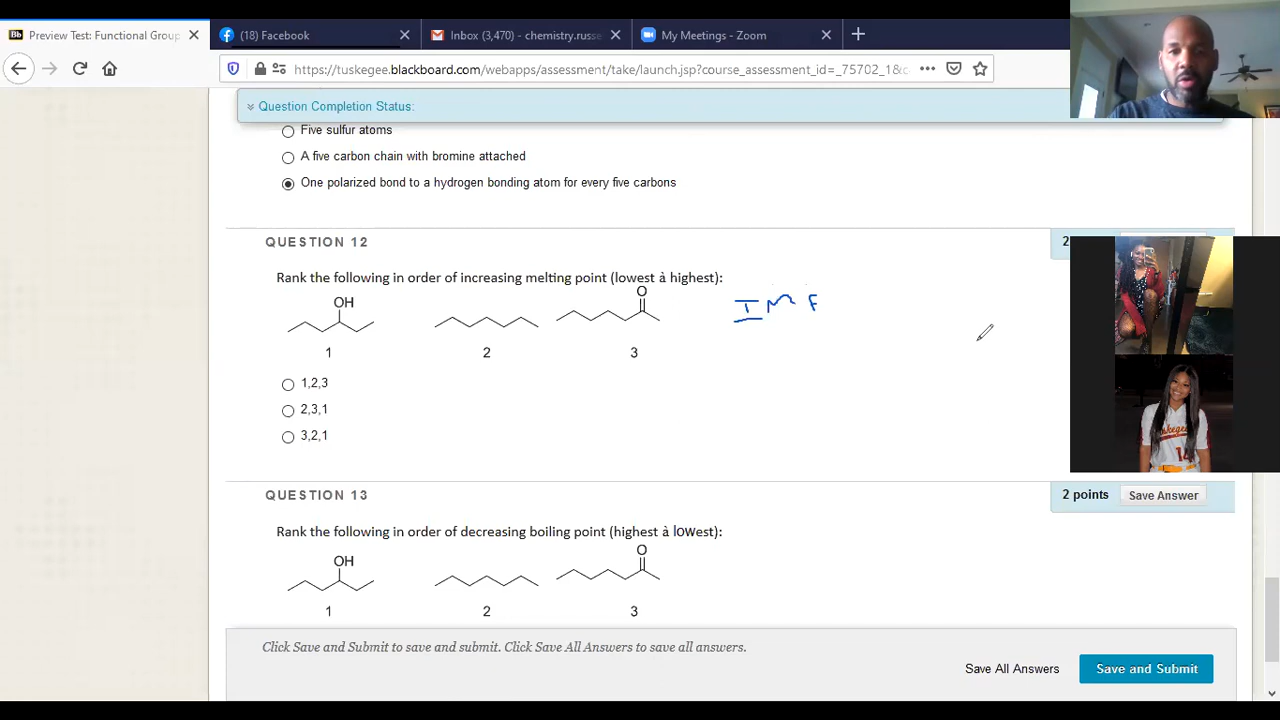 Preview Test: Functional Group
(18) Facebook
Inbox (3,470) - chemistry.russe
My Meetings - Zoom
https://tuskegee.blackboard.com/webapps/assessment/take/launch.jsp?course_assessment_id=_75702_1&c
Question Completion Status:
Five sulfur atoms
A five carbon chain with bromine attached
One polarized bond to a hydrogen bonding atom for every five carbons
QUESTION 12
2
Rank the following in order of increasing melting point (lowest à highest):
OH
O
I M F
1 2 3
1,2,3
2,3,1
3,2,1
14
QUESTION 13
2 points Save Answer
Rank the following in order of decreasing boiling point (highest à lowest):
OH
O
1 2 3
Click Save and Submit to save and submit. Click Save All Answers to save all answers.
Save All Answers Save and Submit